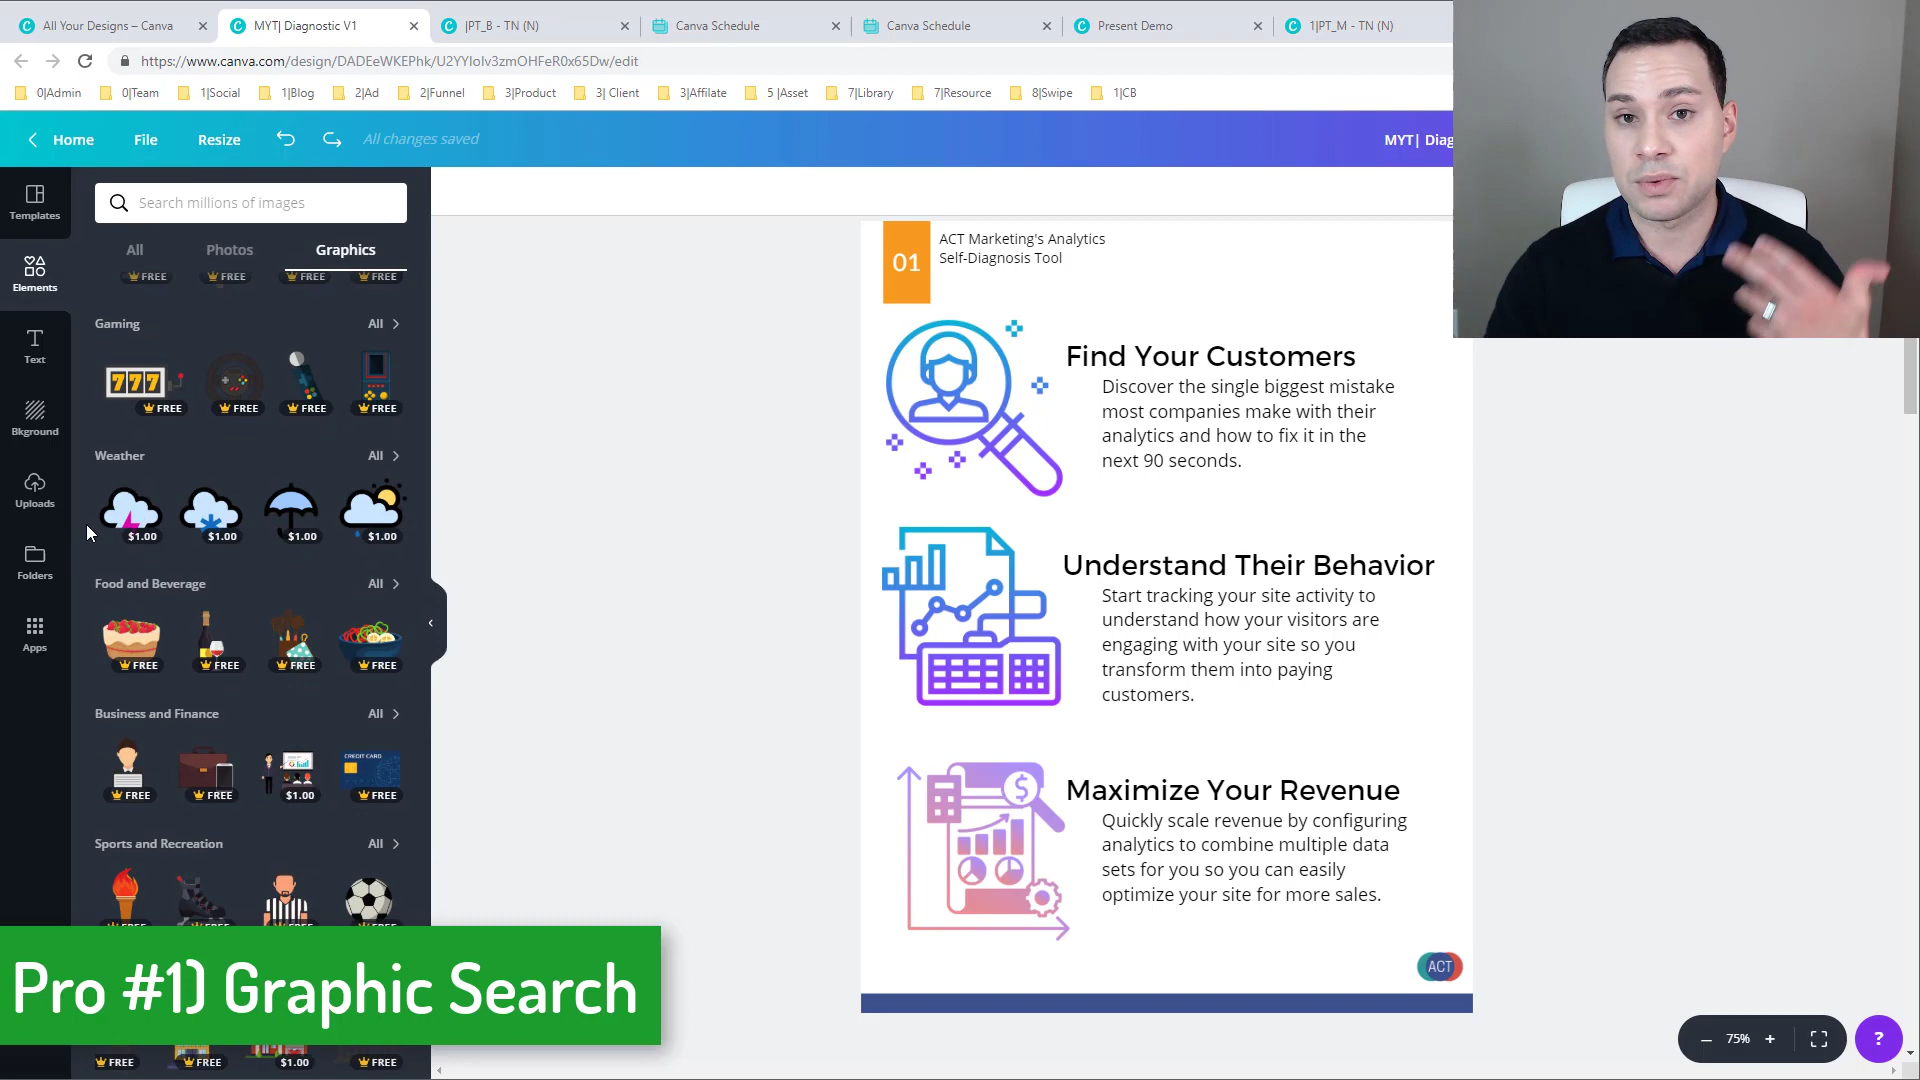 All Your Designs – Canva
MYT| Diagnostic V1
|PT_B - TN (N)
Canva Schedule
Canva Schedule
Present Demo
1|PT_M - TN (N)
https://www.canva.com/design/DADEeWKEPhk/U2YYIolv3zmOHFeR0x65Dw/edit
0|Admin
0|Team
1|Social
1|Blog
2|Ad
2|Funnel
3|Product
3| Client
3|Affilate
5 |Asset
7|Library
7|Resource
8|Swipe
1|CB
Home
File
Resize
All changes saved
MYT| Diag
Templates
Elements
Text
Bkground
Uploads
Folders
Apps
Search millions of images
All
Photos
Graphics
FREE
FREE
FREE
FREE
Gaming
All
777
FREE
FREE
FREE
FREE
Weather
All
$1.00
$1.00
$1.00
$1.00
Food and Beverage
All
FREE
FREE
FREE
FREE
Business and Finance
All
CREDIT CARD
FREE
FREE
$1.00
FREE
Sports and Recreation
All
FREE
FREE
FREE
FREE
Pro #1) Graphic Search
FREE
FREE
$1.00
FREE
01
ACT Marketing's Analytics
Self-Diagnosis Tool
Find Your Customers
Discover the single biggest mistake
most companies make with their
analytics and how to fix it in the
next 90 seconds.
Understand Their Behavior
Start tracking your site activity to
understand how your visitors are
engaging with your site so you
transform them into paying
customers.
$
Maximize Your Revenue
Quickly scale revenue by configuring
analytics to combine multiple data
sets for you so you can easily
optimize your site for more sales.
ACT
– 75% +
?